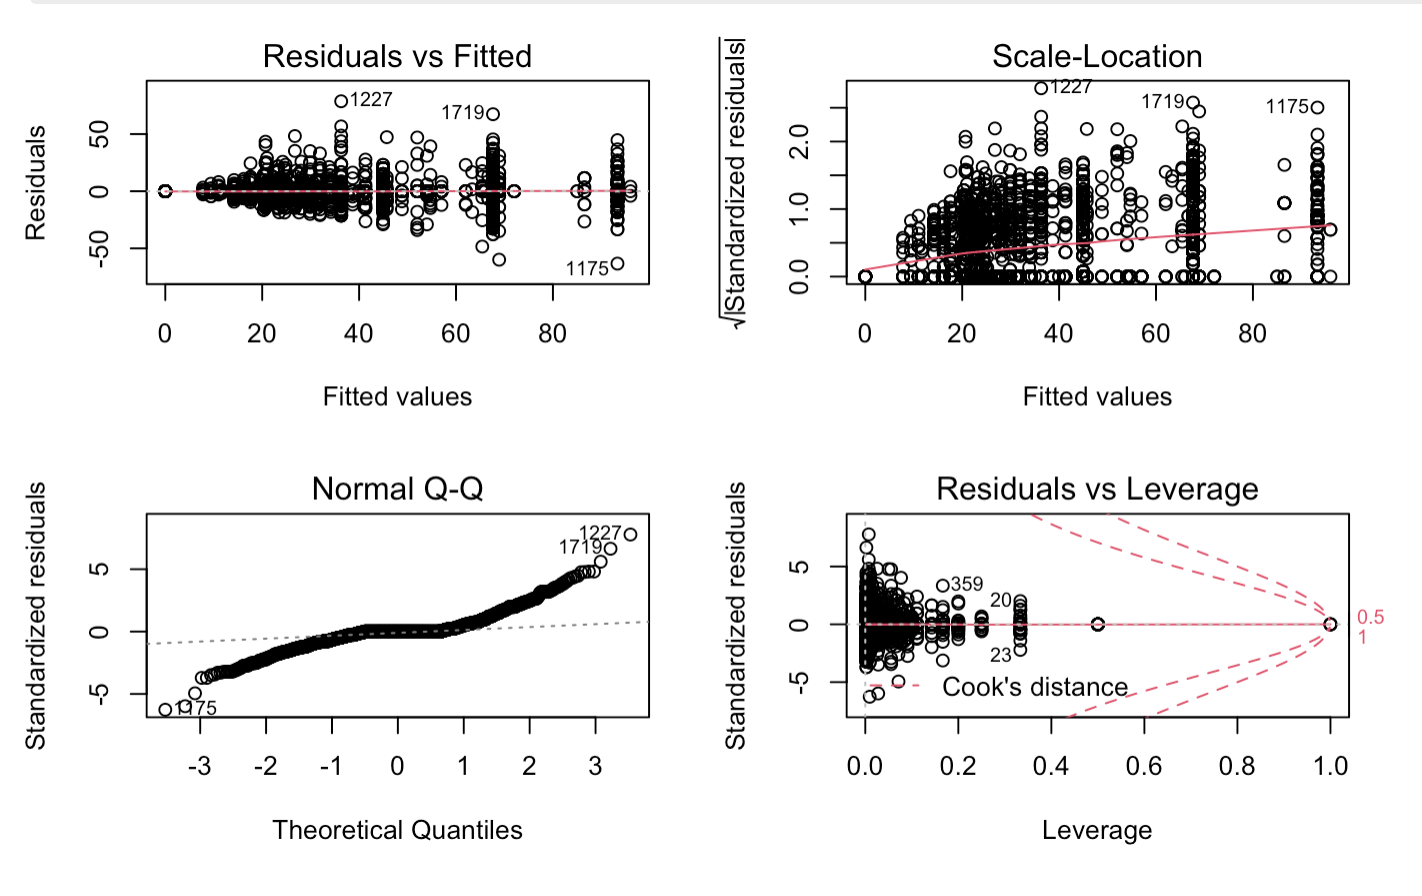 Residuals vs Fitted
Residuals
50
0
-50
1227
1719
1175
0 20 40 60 80
Fitted values
Scale-Location
√|Standardized residuals|
2.0
1.0
0.0
1227
1719
1175
0 20 40 60 80
Fitted values
Normal Q-Q
Standardized residuals
5
0
-5
1227
1719
1175
-3 -2 -1 0 1 2 3
Theoretical Quantiles
Residuals vs Leverage
Standardized residuals
5
0
-5
359
20
23
0.5
1
Cook's distance
0.0 0.2 0.4 0.6 0.8 1.0
Leverage